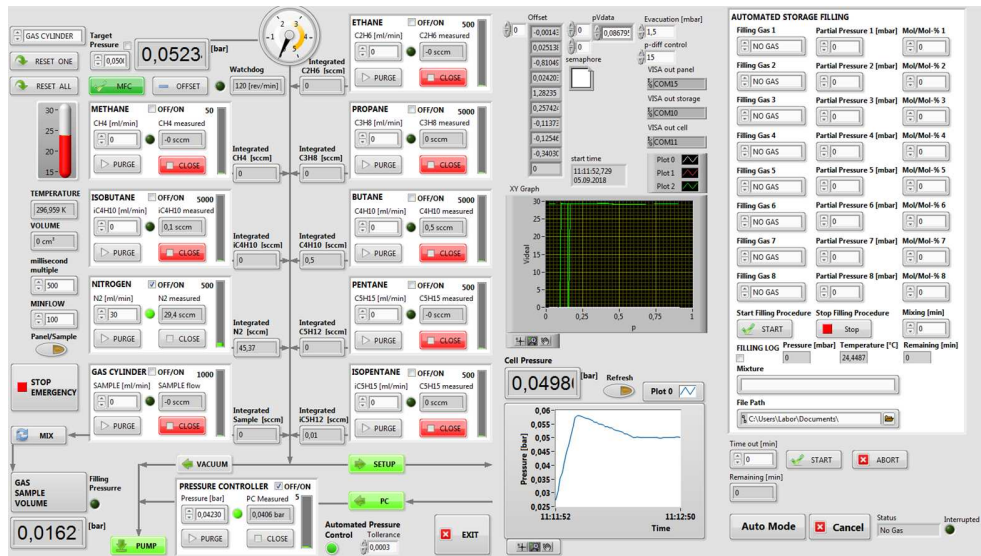 GAS CYLINDER
Target Pressure
0,0523 [bar]
RESET ONE
RESET ALL
MFC
OFFSET
Watchdog
120 [rev/min]
-1 2 3 4 5
30-
25-
20-
15-
TEMPERATURE
296,959 K
VOLUME
0 cm³
millisecond multiple
500
MINFLOW
100
Panel/Sample
STOP EMERGENCY
MIX
GAS SAMPLE VOLUME
Filling Pressurre
0,0162 [bar]
METHANE OFF/ON 50
CH4 [ml/min] CH4 measured
0 -0 sccm
PURGE CLOSE
ISOBUTANE OFF/ON 5000
iC4H10 [ml/min] iC4H10 measured
0 0,1 sccm
PURGE CLOSE
NITROGEN OFF/ON 500
N2 [ml/min] N2 measured
30 29,4 sccm
PURGE CLOSE
GAS CYLINDER OFF/ON 1000
SAMPLE [ml/min] SAMPLE flow
0 -0 sccm
PURGE CLOSE
Integrated C2H6 [sccm]
0
Integrated CH4 [sccm]
0
Integrated C3H8 [sccm]
0
Integrated iC4H10 [sccm]
0
Integrated C4H10 [sccm]
0,5
Integrated N2 [sccm]
45,37
Integrated C5H12 [sccm]
0
Integrated Sample [sccm]
0
Integrated iC5H12 [sccm]
0,01
ETHANE OFF/ON 500
C2H6 [ml/min] C2H6 measured
0 -0 sccm
PURGE CLOSE
PROPANE OFF/ON 5000
C3H8 [ml/min] C3H8 measured
0 0 sccm
PURGE CLOSE
BUTANE OFF/ON 500
C4H10 [ml/min] C4H10 measured
0 0,5 sccm
PURGE CLOSE
PENTANE OFF/ON 500
C5H15 [ml/min] C5H15 measured
0 -0 sccm
PURGE CLOSE
ISOPENTANE OFF/ON 500
iC5H15 [ml/min] C5H15 measured
0 0 sccm
PURGE CLOSE
VACUUM
SETUP
PC
PUMP
PRESSURE CONTROLLER OFF/ON
Pressure [bar] PC Measured 5
0,04230 0,0406 bar
PURGE CLOSE
Automated Pressure Control
Tollerance
0,0003
EXIT
Offset
0
-0,81049
0,02420
1,28235
0
pVdata
0
0
0,08679
semaphore
Evacuation [mbar]
1,5
p-diff control
15
VISA out panel
COM15
VISA out storage
COM10
VISA out cell
COM11
start time
11:11:52,729
05.09.2018
Plot 0
Plot 1
Plot 2
XY Graph
30-
25-
20-
15-
10-
5-
0-
Videal
0 0,25 0,5 0,75 1
p
Cell Pressure
[bar]
Refresh
Plot 0
0,06
0,055
0,05
0,045
0,04
0,035
0,03
0,025
Pressure [bar]
11:11:52 11:12:50
Time
AUTOMATED STORAGE FILLING
Filling Gas 1 Partial Pressure 1 [mbar] Mol/Mol-% 1
NO GAS 0 0
Filling Gas 2 Partial Pressure 2 [mbar] Mol/Mol-% 2
NO GAS 0 0
Filling Gas 3 Partial Pressure 3 [mbar] Mol/Mol-% 3
NO GAS 0 0
Filling Gas 4 Partial Pressure 4 [mbar] Mol/Mol-% 4
NO GAS 0 0
Filling Gas 5 Partial Pressure 5 [mbar] Mol/Mol-% 5
NO GAS 0 0
Filling Gas 6 Partial Pressure 6 [mbar] Mol/Mol-% 6
NO GAS 0 0
Filling Gas 7 Partial Pressure 7 [mbar] Mol/Mol-% 7
NO GAS 0 0
Filling Gas 8 Partial Pressure 8 [mbar] Mol/Mol-% 8
NO GAS 0 0
Start Filling Procedure Stop Filling Procedure Mixing [min]
START Stop 0
FILLING LOG Pressure [mbar] Temperature [°C] Remaining [min]
0 24,4487 0
Mixture
File Path
C:\Users\Labor\Documents\
Time out [min]
0 START ABORT
Remaining [min]
0
Auto Mode Cancel
Status
No Gas
Interrupted